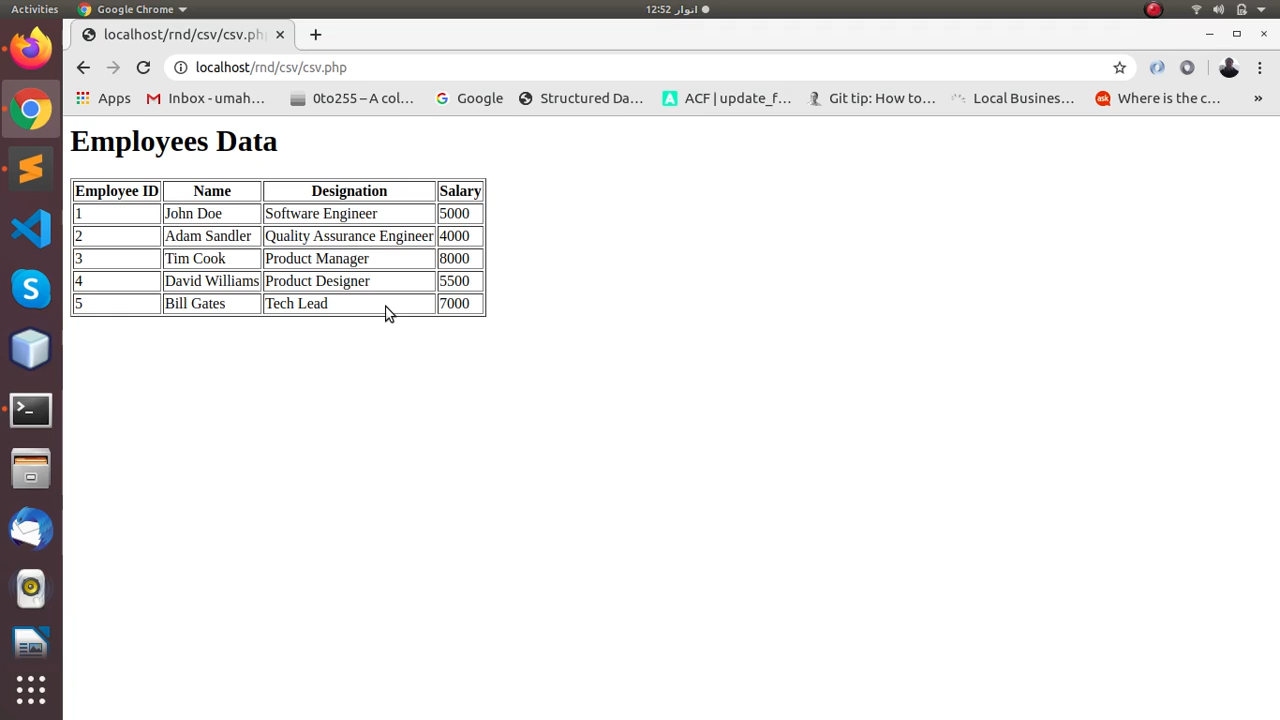 Activities Google Chrome 12:52 انوار
localhost/rnd/csv/csv.ph
localhost/rnd/csv/csv.php
Apps Inbox - umah… 0to255 – A col… Google Structured Da… ACF | update_f… Git tip: How to… Local Busines… ask Where is the c… »
Employees Data
Employee ID Name Designation Salary
1 John Doe Software Engineer 5000
2 Adam Sandler Quality Assurance Engineer 4000
3 Tim Cook Product Manager 8000
4 David Williams Product Designer 5500
5 Bill Gates Tech Lead 7000